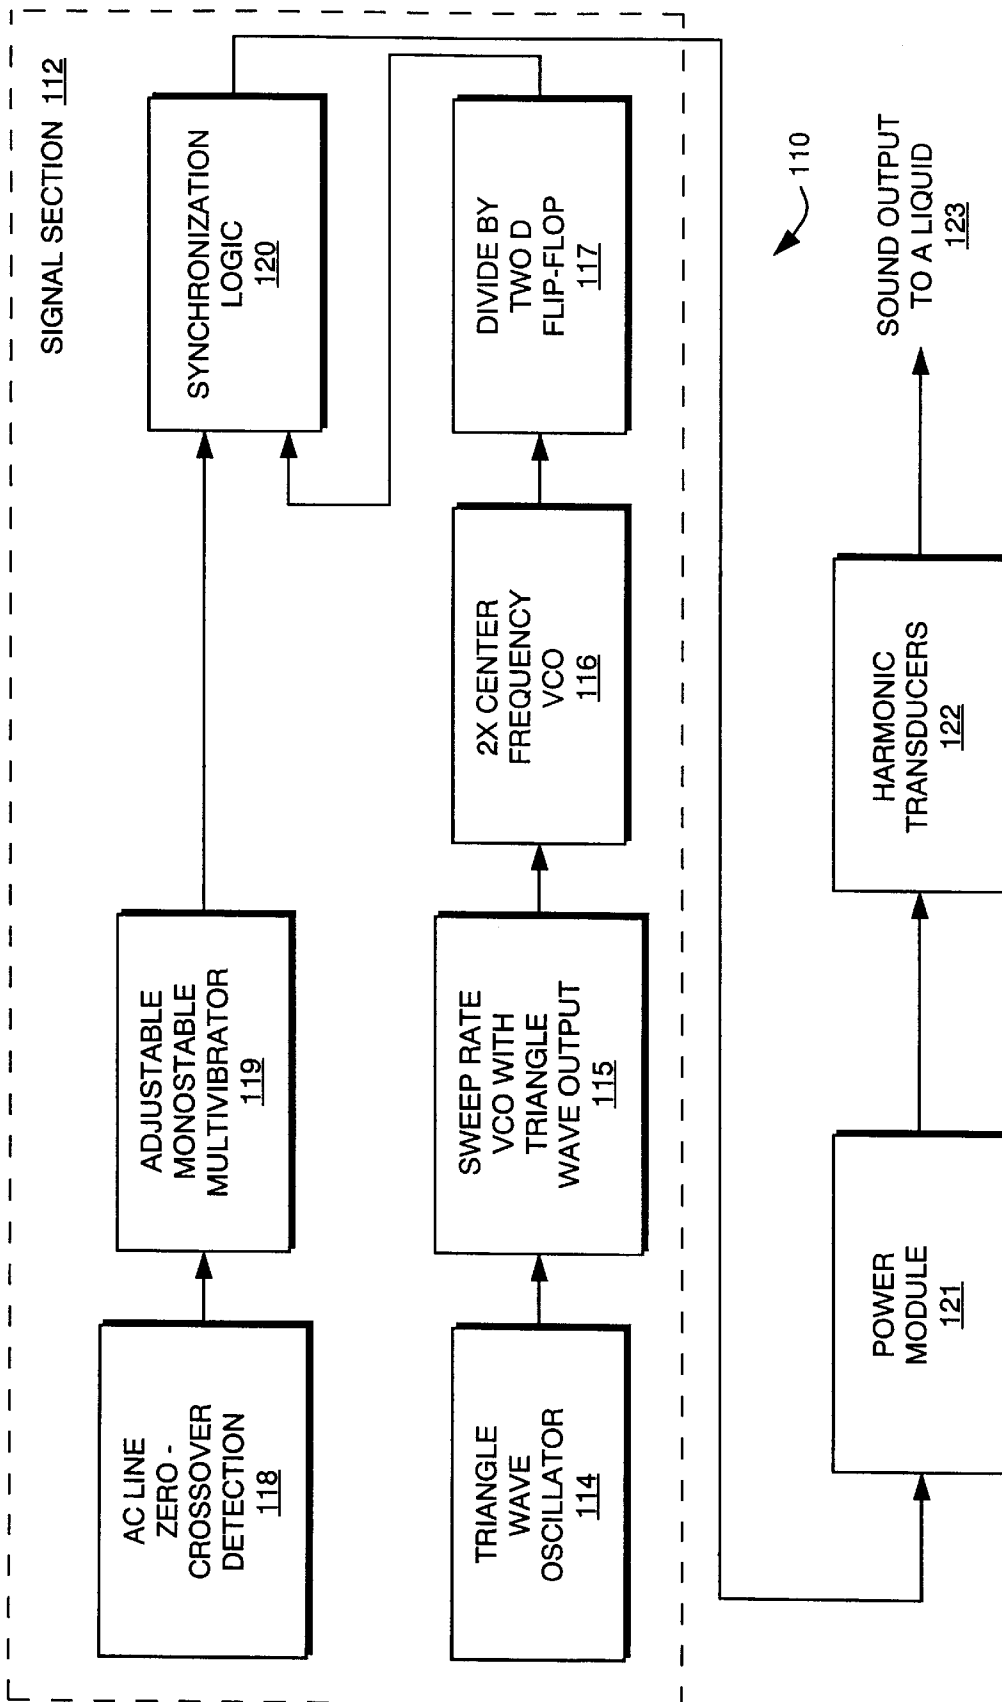 SIGNAL SECTION 112
AC LINE
ZERO -
CROSSOVER
DETECTION
118
ADJUSTABLE
MONOSTABLE
MULTIVIBRATOR
119
SYNCHRONIZATION
LOGIC
120
TRIANGLE
WAVE
OSCILLATOR
114
SWEEP RATE
VCO WITH
TRIANGLE
WAVE OUTPUT
115
2X CENTER
FREQUENCY
VCO
116
DIVIDE BY
TWO D
FLIP-FLOP
117
110
POWER
MODULE
121
HARMONIC
TRANSDUCERS
122
SOUND OUTPUT
TO A LIQUID
123